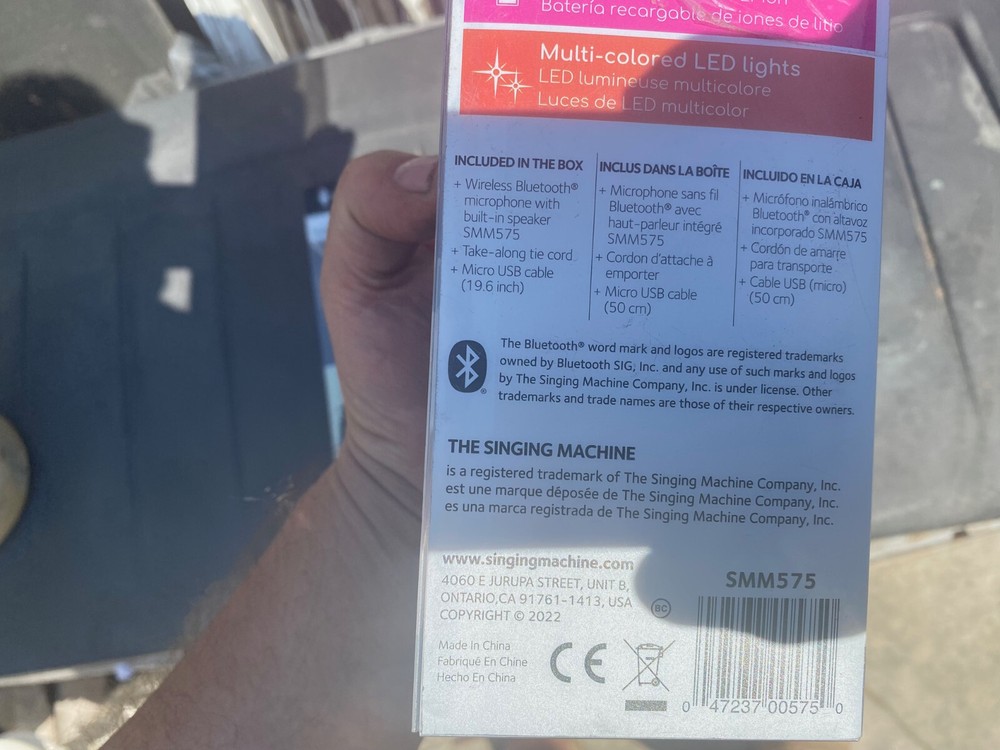 Batería recargable de iones de litio
Multi-colored LED lights
LED lumineuse multicolore
Luces de LED multicolor
INCLUDED IN THE BOX
+ Wireless Bluetooth®
microphone with
built-in speaker
SMM575
+ Take-along tie cord
+ Micro USB cable
(19.6 inch)
INCLUS DANS LA BOÎTE
+ Microphone sans fil
Bluetooth® avec
haut-parleur intégré
SMM575
+ Cordon d'attache à
emporter
+ Micro USB cable
(50 cm)
INCLUIDO EN LA CAJA
+ Micrófono inalámbrico
Bluetooth® con altavoz
incorporado SMM575
+ Cordón de amarre
para transporte
+ Cable USB (micro)
(50 cm)
The Bluetooth® word mark and logos are registered trademarks
owned by Bluetooth SIG, Inc. and any use of such marks and logos
by The Singing Machine Company, Inc. is under license. Other
trademarks and trade names are those of their respective owners.
THE SINGING MACHINE
is a registered trademark of The Singing Machine Company, Inc.
est une marque déposée de The Singing Machine Company, Inc.
es una marca registrada de The Singing Machine Company, Inc.
www.singingmachine.com
4060 E JURUPA STREET, UNIT B,
ONTARIO,CA 91761-1413, USA
COPYRIGHT © 2022
BC
Made In China
Fabriqué En Chine
Hecho En China
CE
SMM575
0 47237 00575 0